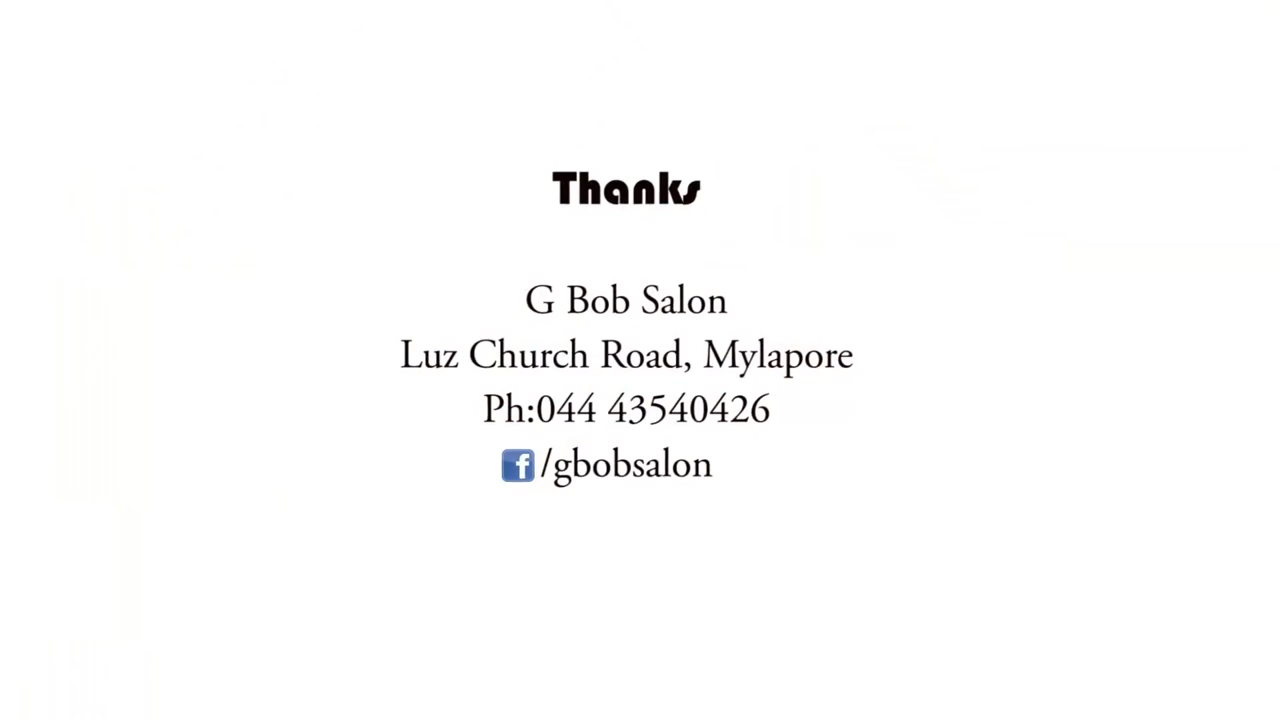 Thanks
G Bob Salon
Luz Church Road, Mylapore
Ph:044 43540426
f /gbobsalon